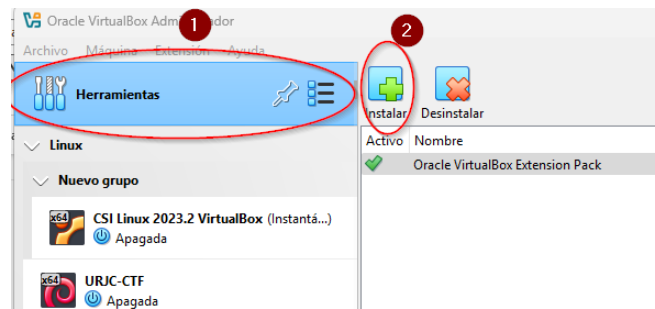 Oracle VirtualBox Administrador
1
2
Archivo Máquina Extensión Ayuda
Herramientas
Instalar Desinstalar
Activo Nombre
Oracle VirtualBox Extension Pack
Linux
Nuevo grupo
x64
CSI Linux 2023.2 VirtualBox (Instantá...)
Apagada
x64
URJC-CTF
Apagada